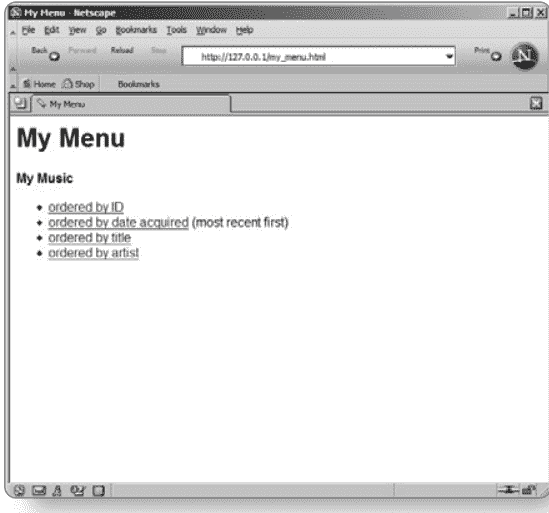 My Menu - Netscape
File Edit View Go Bookmarks Tools Window Help
Back Forward Reload Stop http://127.0.0.1/my_menu.html Print N
Home Shop Bookmarks
My Menu
My Menu
My Music
ordered by ID
ordered by date acquired (most recent first)
ordered by title
ordered by artist